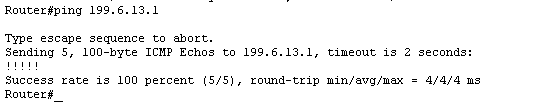 Router#ping 199.6.13.1
Type escape sequence to abort.
Sending 5, 100-byte ICMP Echos to 199.6.13.1, timeout is 2 seconds:
!!!!!
Success rate is 100 percent (5/5), round-trip min/avg/max = 4/4/4 ms
Router#_